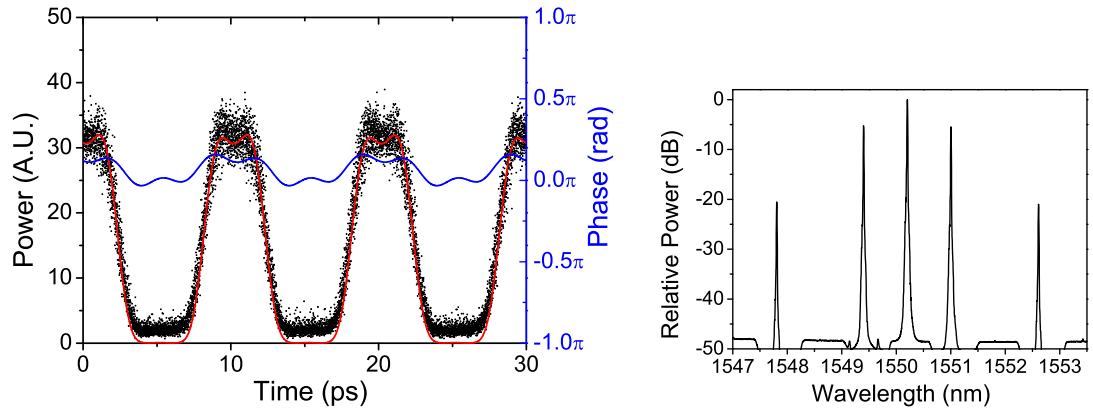 50
40
30
20
10
0
Power (A.U.)
0
10
20
30
Time (ps)
1.0π
0.5π
0.0π
-0.5π
-1.0π
Phase (rad)
0
-10
-20
-30
-40
-50
Relative Power (dB)
1547
1548
1549
1550
1551
1552
1553
Wavelength (nm)